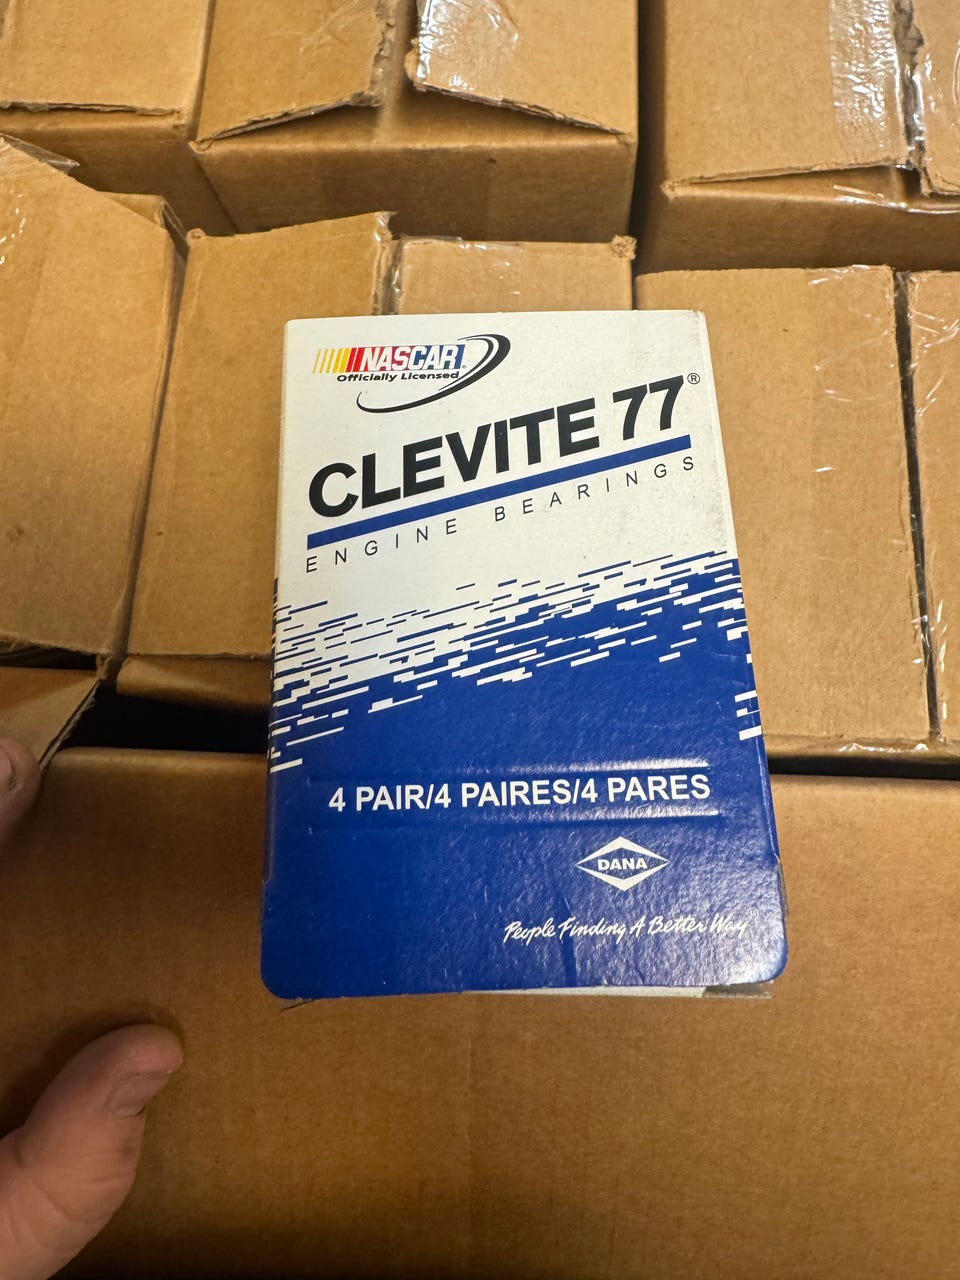 NASCAR®
Officially Licensed
CLEVITE 77®
ENGINE BEARINGS
4 PAIR/4 PAIRES/4 PARES
DANA
People Finding A Better Way®